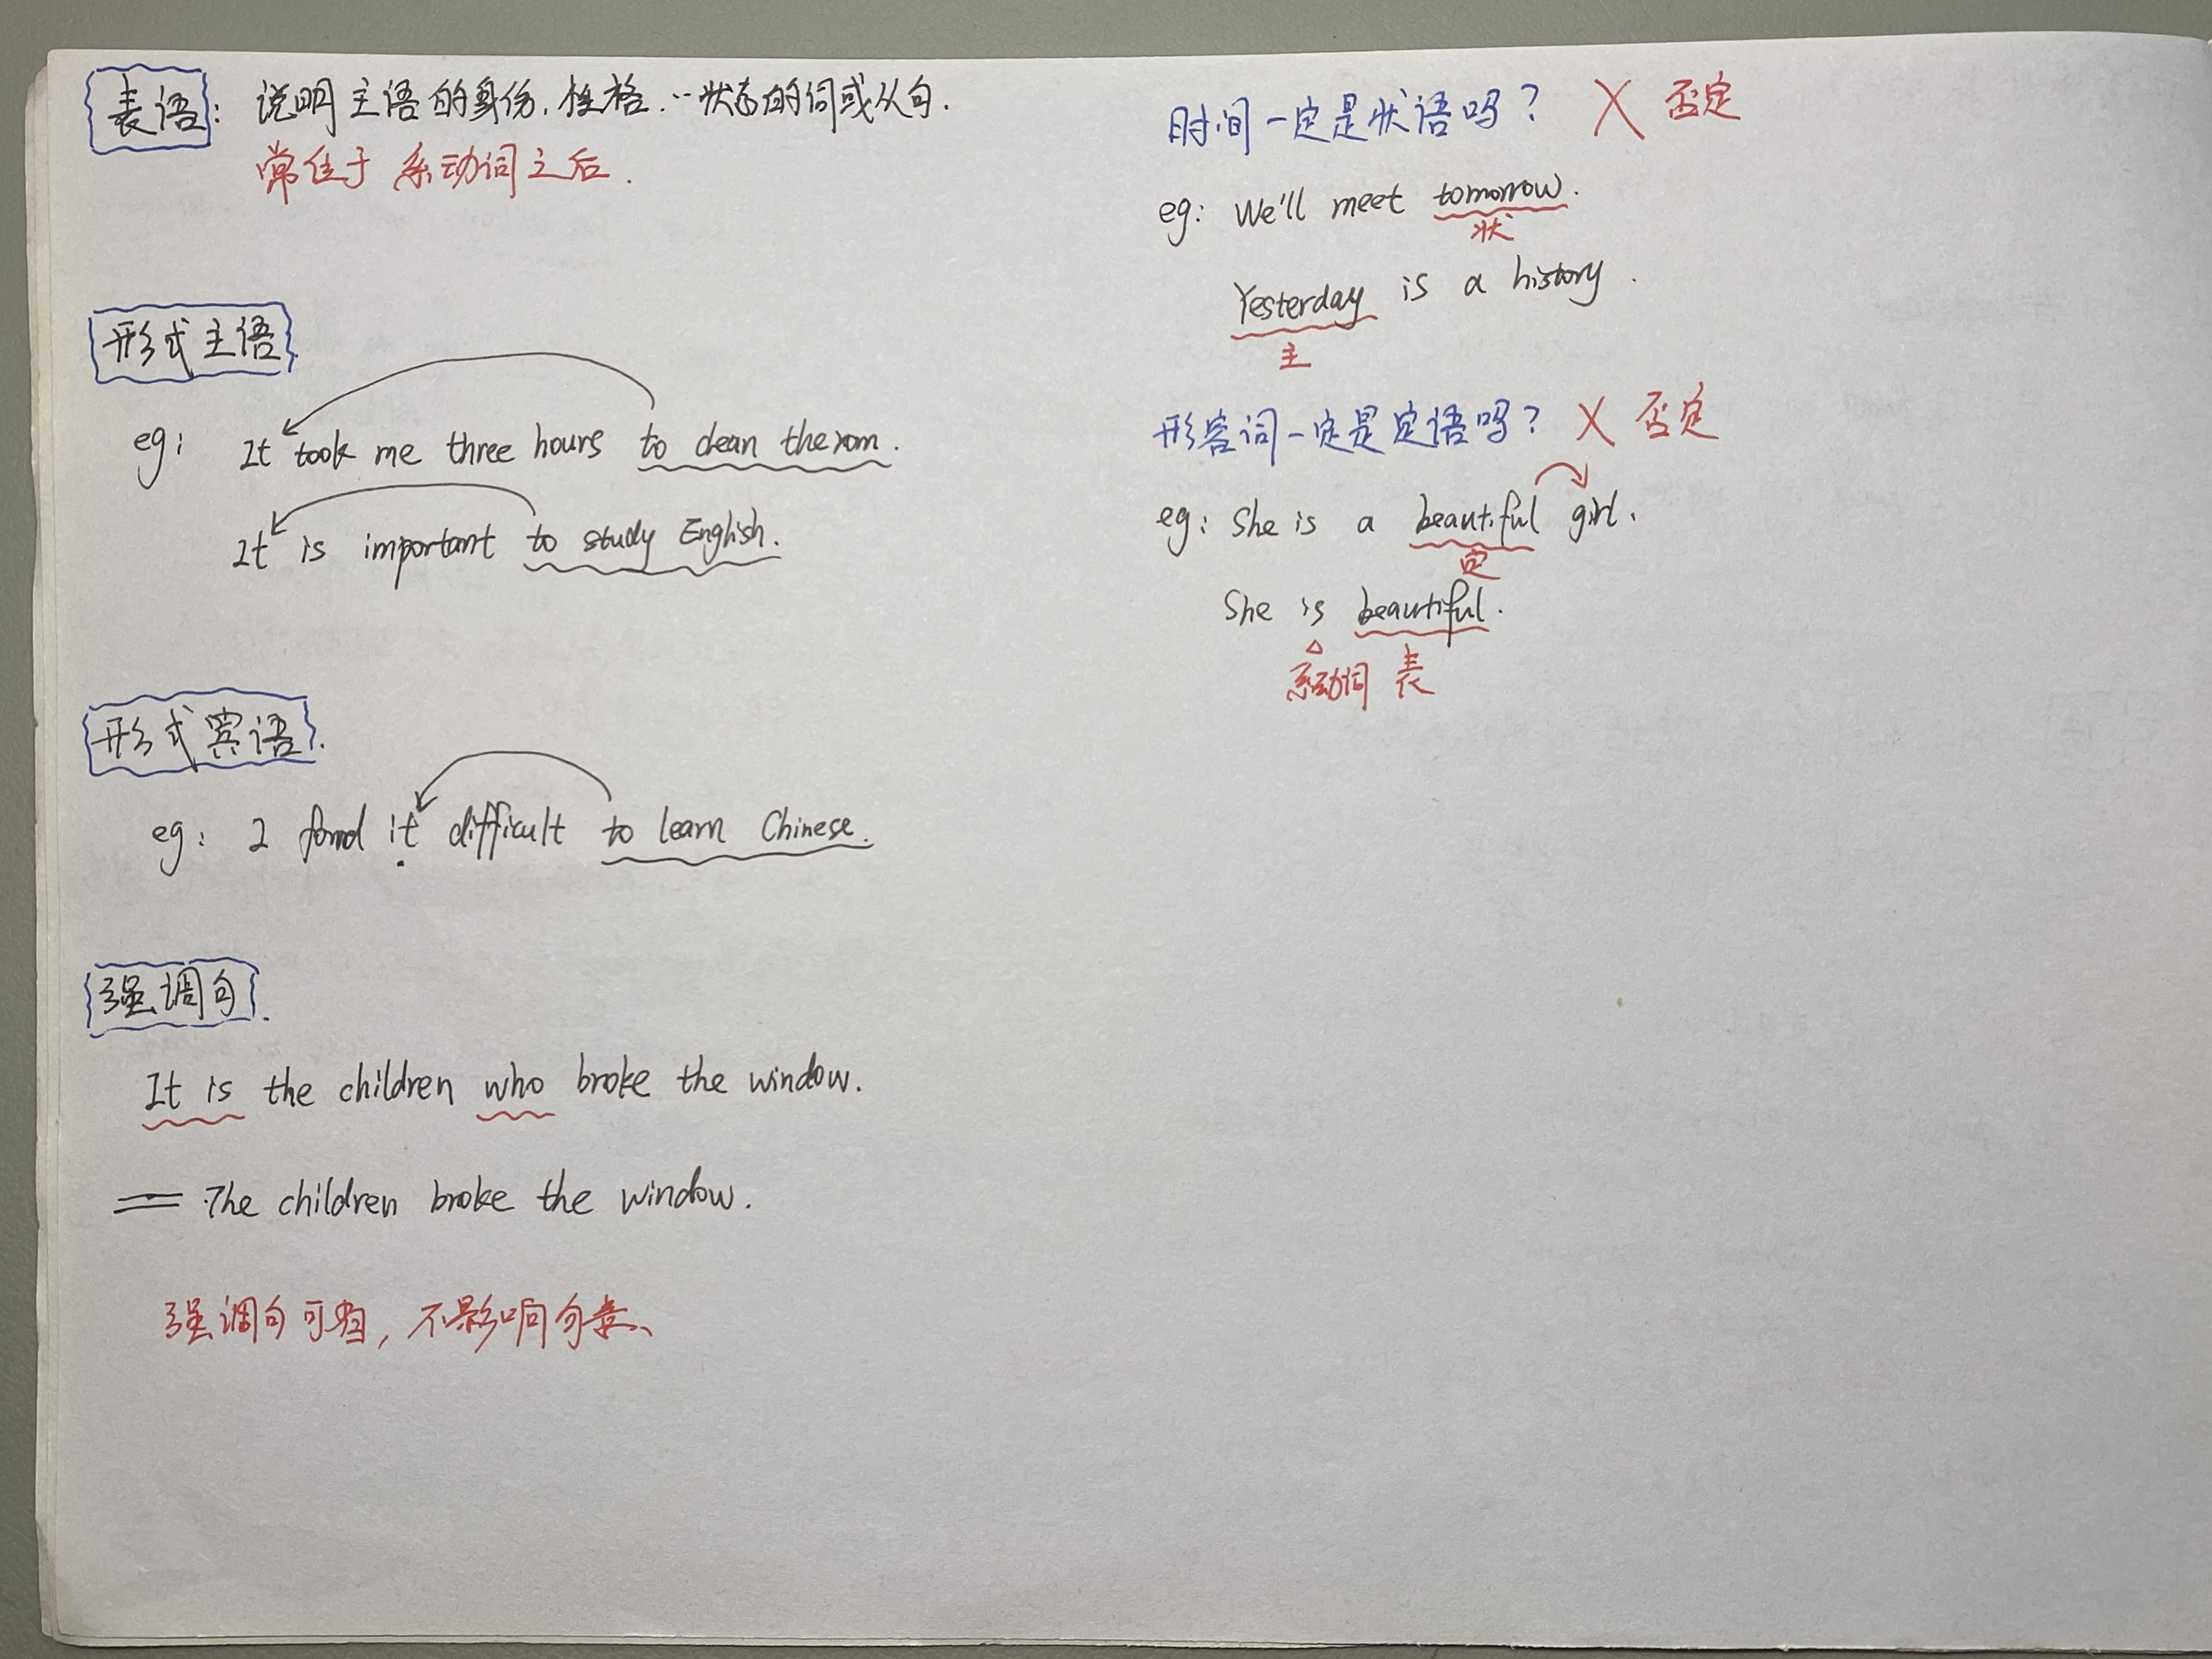 表语: 说明主语的身份.性格...状态的词或从句.
常位于 系动词之后.
形式主语.
eg: It took me three hours to clean the room.
It is important to study English.
形式宾语.
eg: I found it difficult to learn Chinese.
强调句.
It is the children who broke the window.
= The children broke the window.
强调句可 , 不影响句意.
时间一定是状语吗? X 否定
eg: We'll meet tomorrow.
状
Yesterday is a history.
主
形容词一定是定语吗? X 否定
eg: She is a beautiful girl.
定
She is beautiful.
系动词 表